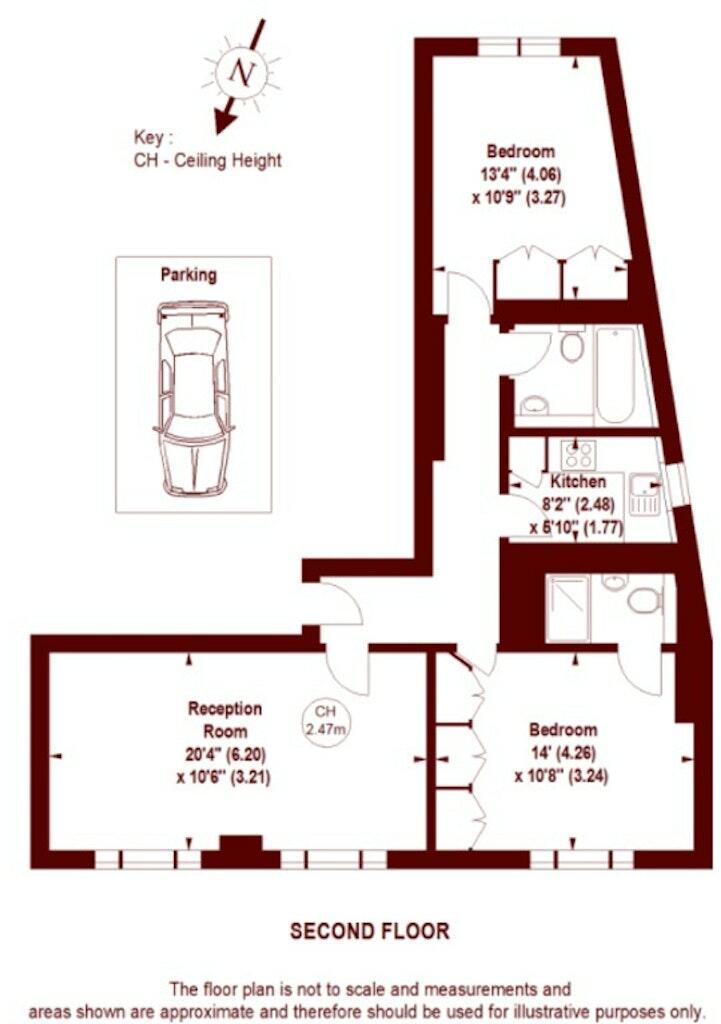 N
Key :
CH - Ceiling Height
Bedroom
13'4" (4.06)
x 10'9" (3.27)
Parking
Kitchen
8'2" (2.48)
x 5'10" (1.77)
Reception
Room
20'4" (6.20)
x 10'6" (3.21)
CH
2.47m
Bedroom
14' (4.26)
x 10'8" (3.24)
SECOND FLOOR
The floor plan is not to scale and measurements and
areas shown are approximate and therefore should be used for illustrative purposes only.